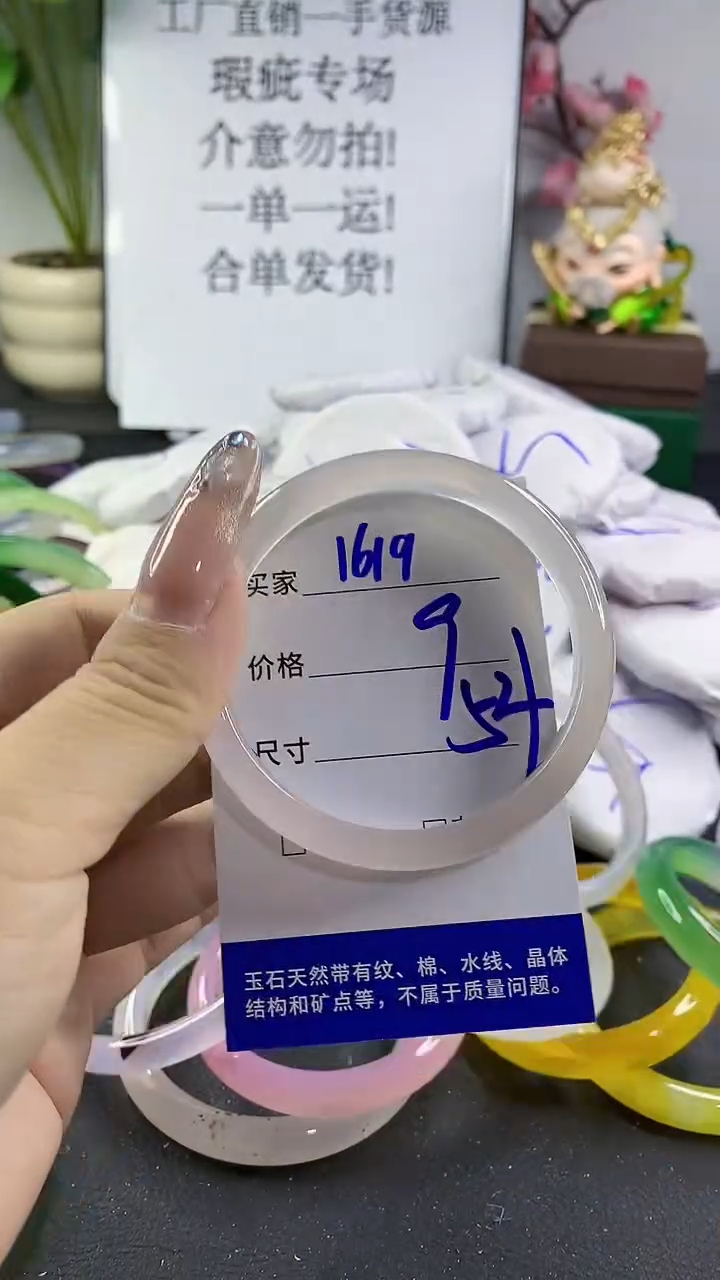 工厂直销一手货源
瑕疵专场
介意勿拍!
一单一运!
合单发货!
买家 1619
价格 9
尺寸 54
玉石天然带有纹、棉、水线、晶体
结构和矿点等，不属于质量问题。